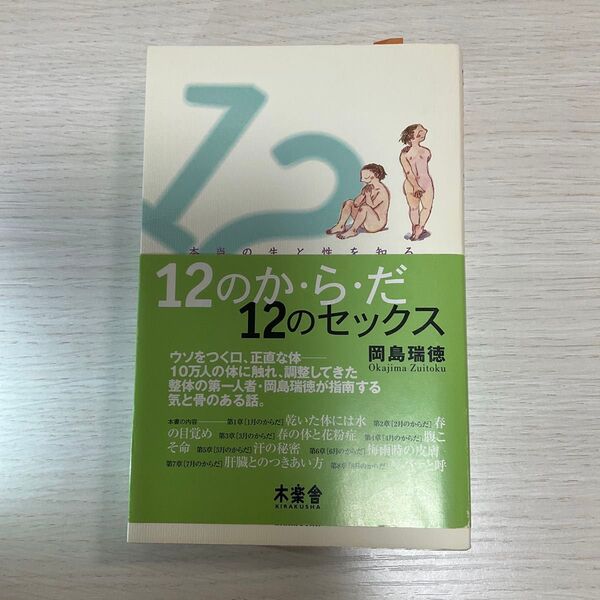 12
本当の生と性を知る
12のか・ら・だ
12のセックス
岡島瑞徳
Okajima Zuitoku
ウソをつく口、正直な体――
10万人の体に触れ、調整してきた
整体の第一人者・岡島瑞徳が指南する
気と骨のある話。
本書の内容――第1章［1月のからだ］乾いた体には水 第2章［2月のからだ］春
の目覚め 第3章［3月のからだ］春の体と花粉症 第4章［4月のからだ］腹こ
そ命 第5章［5月のからだ］汗の秘密 第6章［6月のからだ］梅雨時の皮膚
第7章［7月のからだ］肝臓とのつきあい方 第8章［8月のからだ］ と呼
木楽舎
KIRAKUSHA